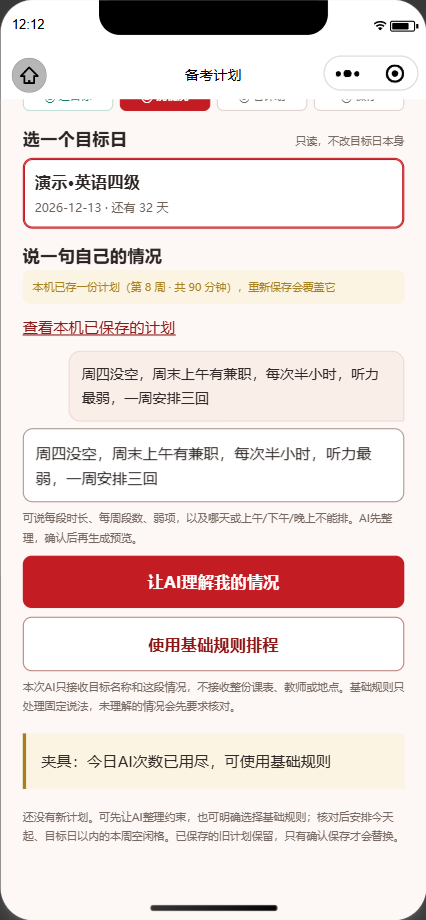 12:12
备考计划
选一个目标日
只读，不改目标日本身
演示·英语四级
2026-12-13 · 还有 32 天
说一句自己的情况
本机已存一份计划（第 8 周 · 共 90 分钟），重新保存会覆盖它
查看本机已保存的计划
周四没空，周末上午有兼职，每次半小时，听力
最弱，一周安排三回
周四没空，周末上午有兼职，每次半小时，听力最
弱，一周安排三回
可说每段时长、每周段数、弱项，以及哪天或上午/下午/晚上不能排。AI先整
理，确认后再生成预览。
让AI理解我的情况
使用基础规则排程
本次AI只接收目标名称和这段情况，不接收整份课表、教师或地点。基础规则只
处理固定说法，未理解的情况会先要求核对。
夹具：今日AI次数已用尽，可使用基础规则
还没有新计划。可先让AI整理约束，也可明确选择基础规则；核对后安排今天
起、目标日以内的本周空闲格。已保存的旧计划保留，只有确认保存才会替换。